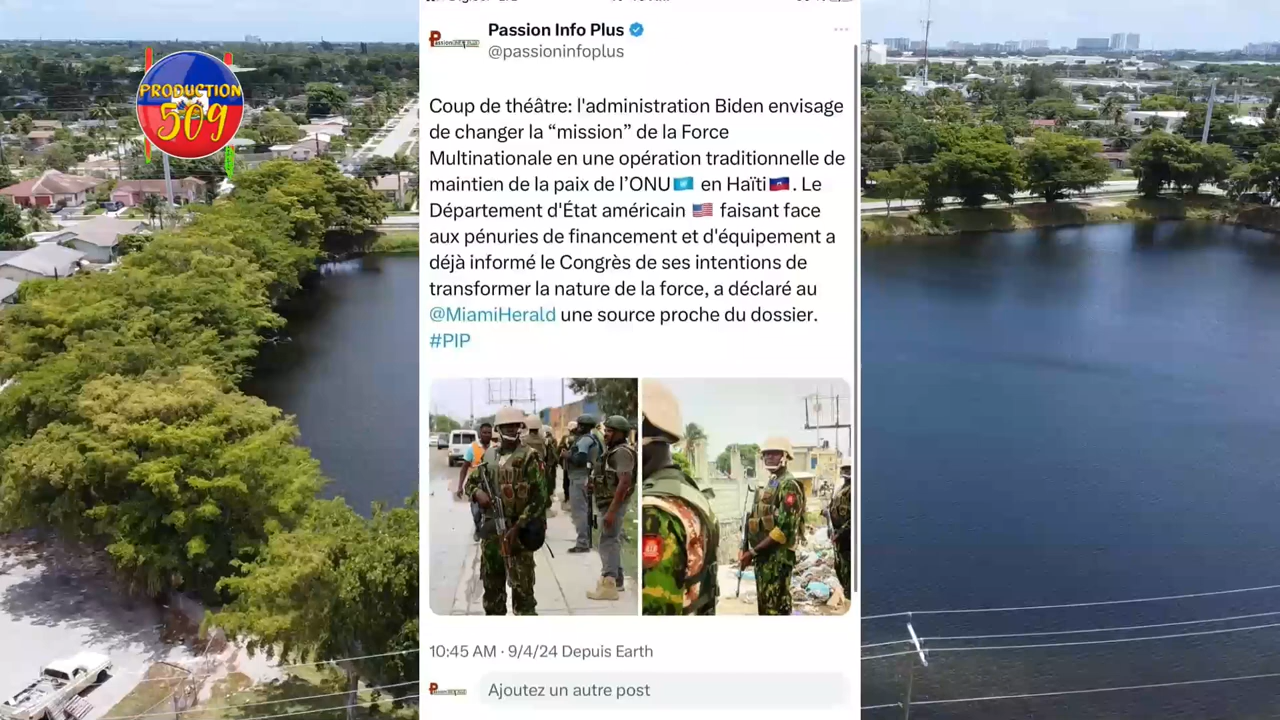 PRODUCTION
509
Passion Info Plus
@passioninfoplus
Coup de théâtre: l'administration Biden envisage
de changer la “mission” de la Force
Multinationale en une opération traditionnelle de
maintien de la paix de l’ONU🇺🇳 en Haïti🇭🇹. Le
Département d'État américain 🇺🇸 faisant face
aux pénuries de financement et d'équipement a
déjà informé le Congrès de ses intentions de
transformer la nature de la force, a déclaré au
@MiamiHerald une source proche du dossier.
#PIP
10:45 AM · 9/4/24 Depuis Earth
Ajoutez un autre post